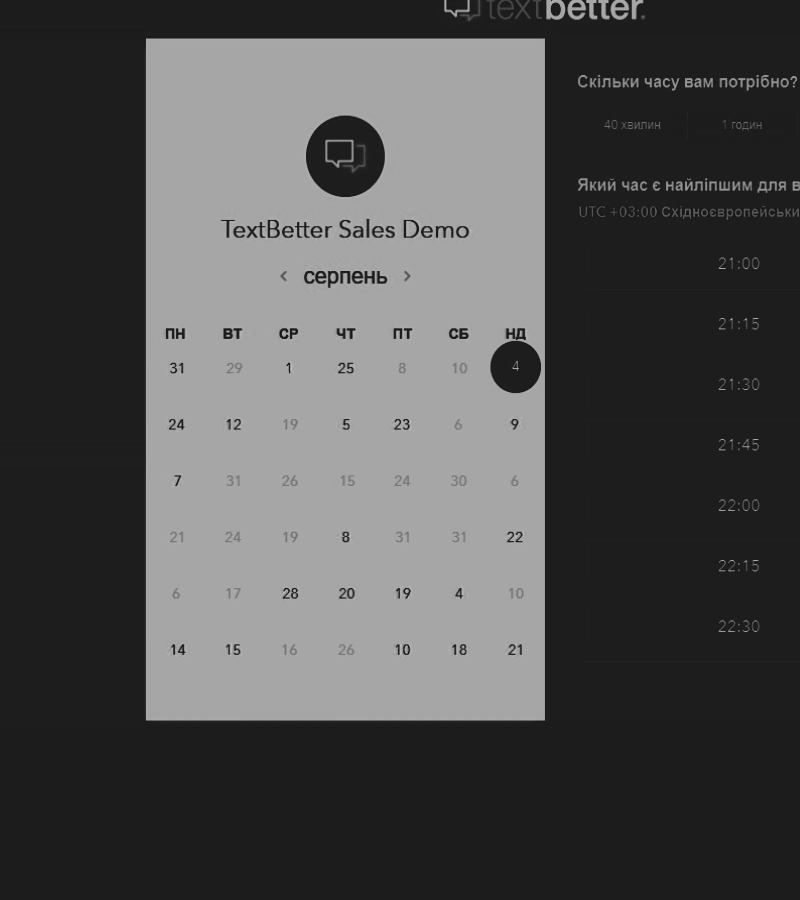 textbetter.
TextBetter Sales Demo
серпень
ПН ВТ СР ЧТ ПТ СБ НД
31 29 1 25 8 10 4
24 12 19 5 23 6 9
7 31 26 15 24 30 6
21 24 19 8 31 31 22
6 17 28 20 19 4 10
14 15 16 26 10 18 21
Скільки часу вам потрібно?
40 хвилин 1 годин
Який час є найліпшим для в
UTC +03:00 Східноєвропейськи
21:00
21:15
21:30
21:45
22:00
22:15
22:30